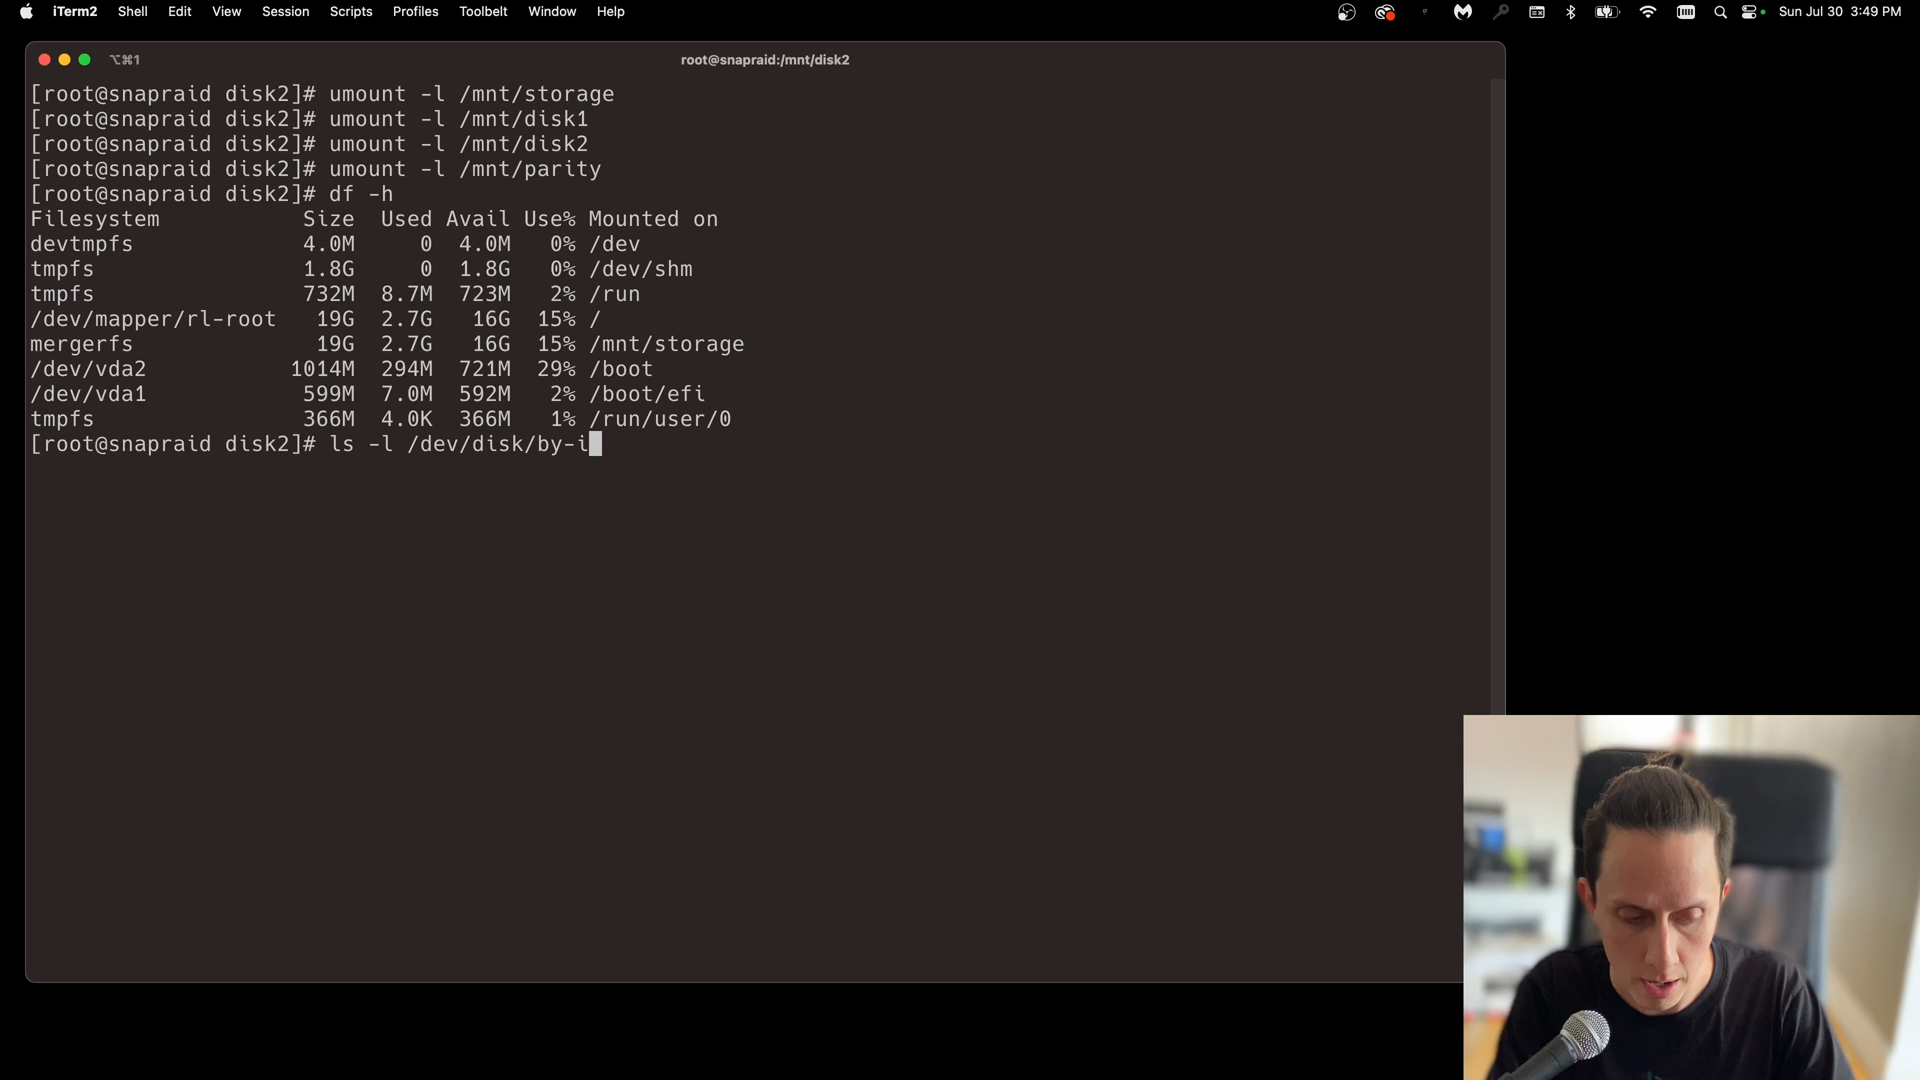 iTerm2 Shell Edit View Session Scripts Profiles Toolbelt Window Help Sun Jul 30 3:49 PM
⌥⌘1 root@snapraid:/mnt/disk2
[root@snapraid disk2]# umount -l /mnt/storage
[root@snapraid disk2]# umount -l /mnt/disk1
[root@snapraid disk2]# umount -l /mnt/disk2
[root@snapraid disk2]# umount -l /mnt/parity
[root@snapraid disk2]# df -h
Filesystem Size Used Avail Use% Mounted on
devtmpfs 4.0M 0 4.0M 0% /dev
tmpfs 1.8G 0 1.8G 0% /dev/shm
tmpfs 732M 8.7M 723M 2% /run
/dev/mapper/rl-root 19G 2.7G 16G 15% /
mergerfs 19G 2.7G 16G 15% /mnt/storage
/dev/vda2 1014M 294M 721M 29% /boot
/dev/vda1 599M 7.0M 592M 2% /boot/efi
tmpfs 366M 4.0K 366M 1% /run/user/0
[root@snapraid disk2]# ls -l /dev/disk/by-i